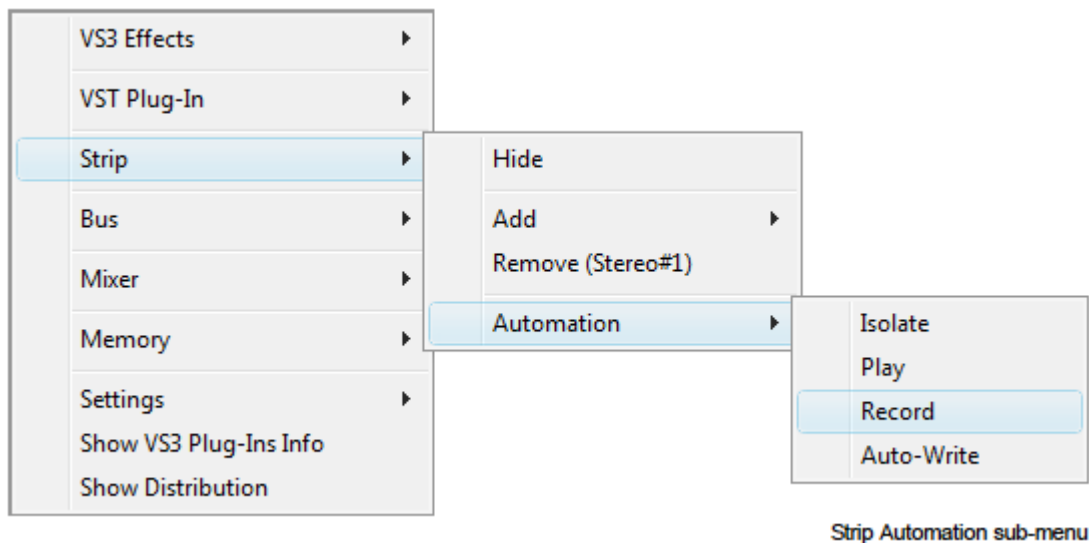 VS3 Effects
VST Plug-In
Strip
Bus
Mixer
Memory
Settings
Show VS3 Plug-Ins Info
Show Distribution
Hide
Add
Remove (Stereo#1)
Automation
Isolate
Play
Record
Auto-Write
Strip Automation sub-menu